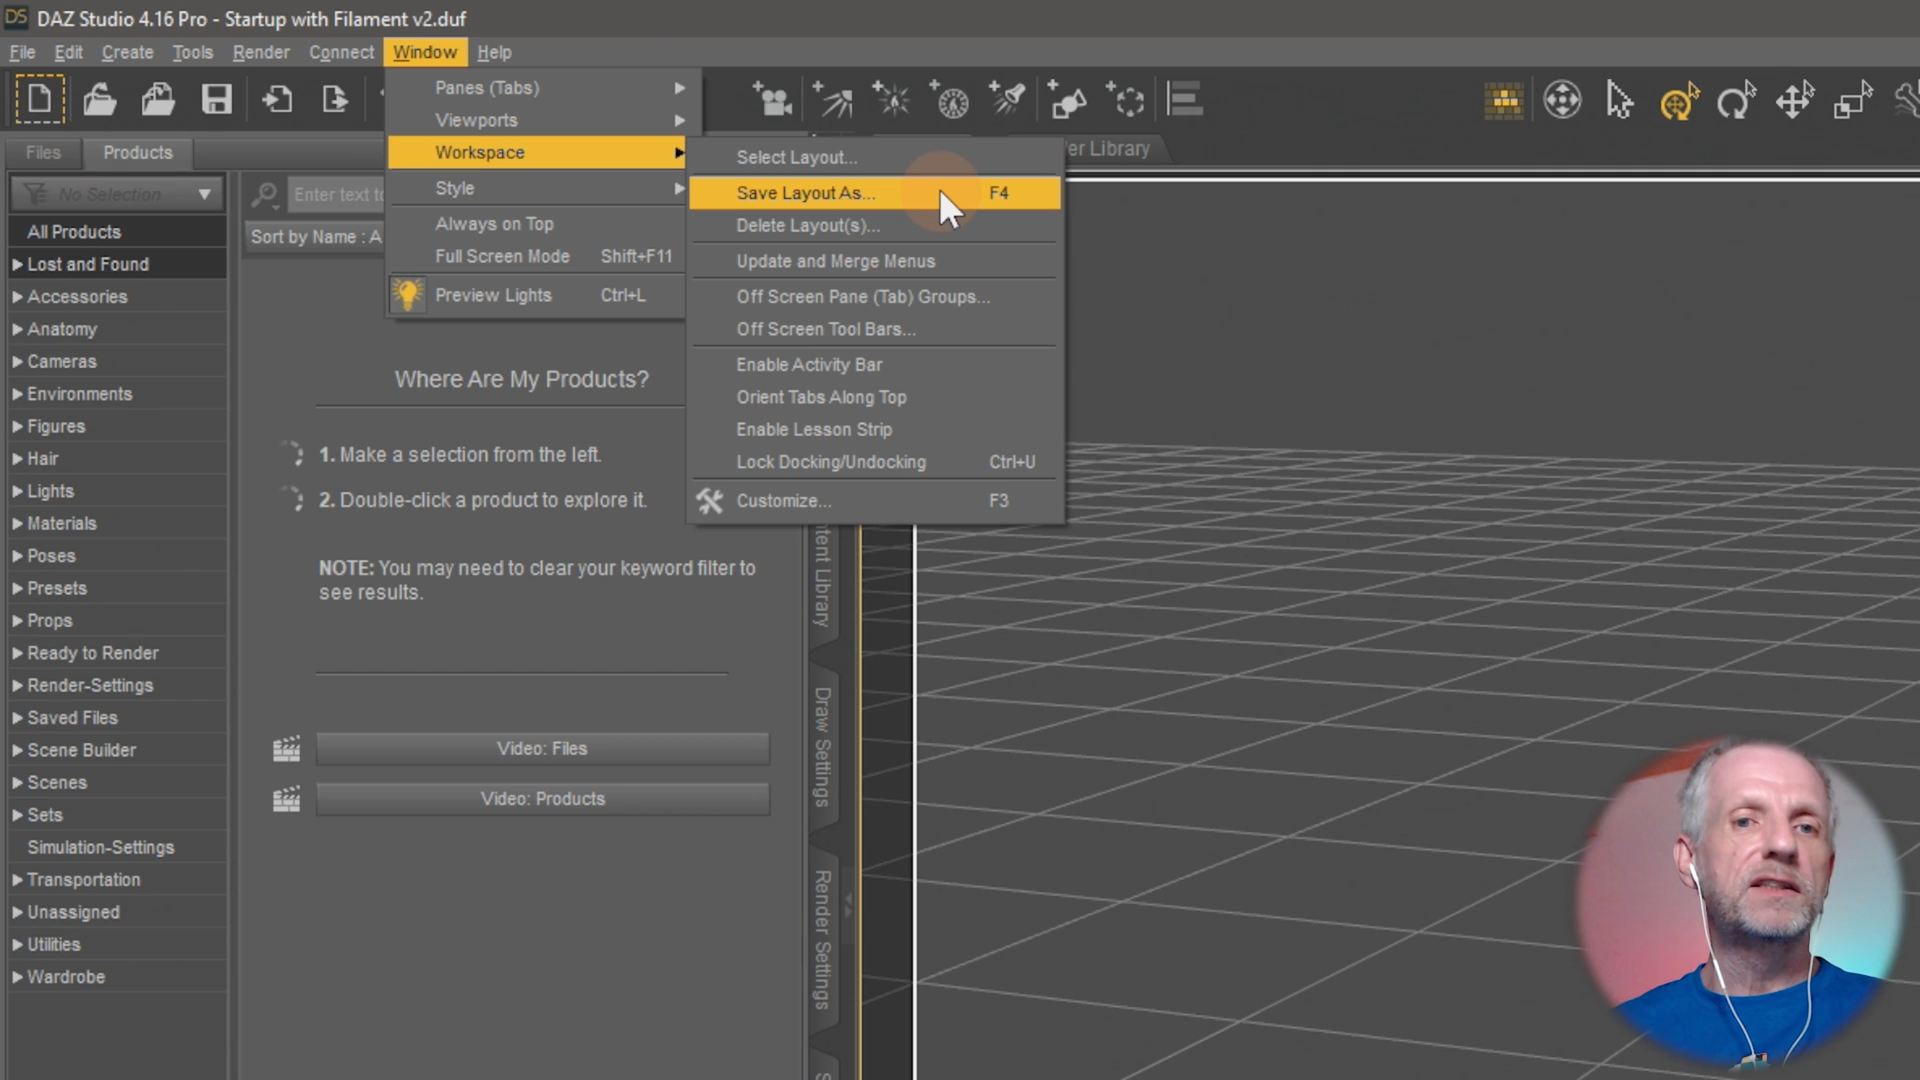 DS DAZ Studio 4.16 Pro - Startup with Filament v2.duf
File Edit Create Tools Render Connect Window Help
Panes (Tabs)
Viewports
Workspace
Style
Always on Top
Full Screen Mode Shift+F11
Preview Lights Ctrl+L
Select Layout...
Save Layout As... F4
Delete Layout(s)...
Update and Merge Menus
Off Screen Pane (Tab) Groups...
Off Screen Tool Bars...
Enable Activity Bar
Orient Tabs Along Top
Enable Lesson Strip
Lock Docking/Undocking Ctrl+U
Customize... F3
er Library
Files Products
No Selection
Enter text to
Sort by Name : A
All Products
Lost and Found
Accessories
Anatomy
Cameras
Environments
Figures
Hair
Lights
Materials
Poses
Presets
Props
Ready to Render
Render-Settings
Saved Files
Scene Builder
Scenes
Sets
Simulation-Settings
Transportation
Unassigned
Utilities
Wardrobe
Where Are My Products?
1. Make a selection from the left.
2. Double-click a product to explore it.
NOTE: You may need to clear your keyword filter to
see results.
Video: Files
Video: Products
tent Library
Draw Settings
Render Settings
S